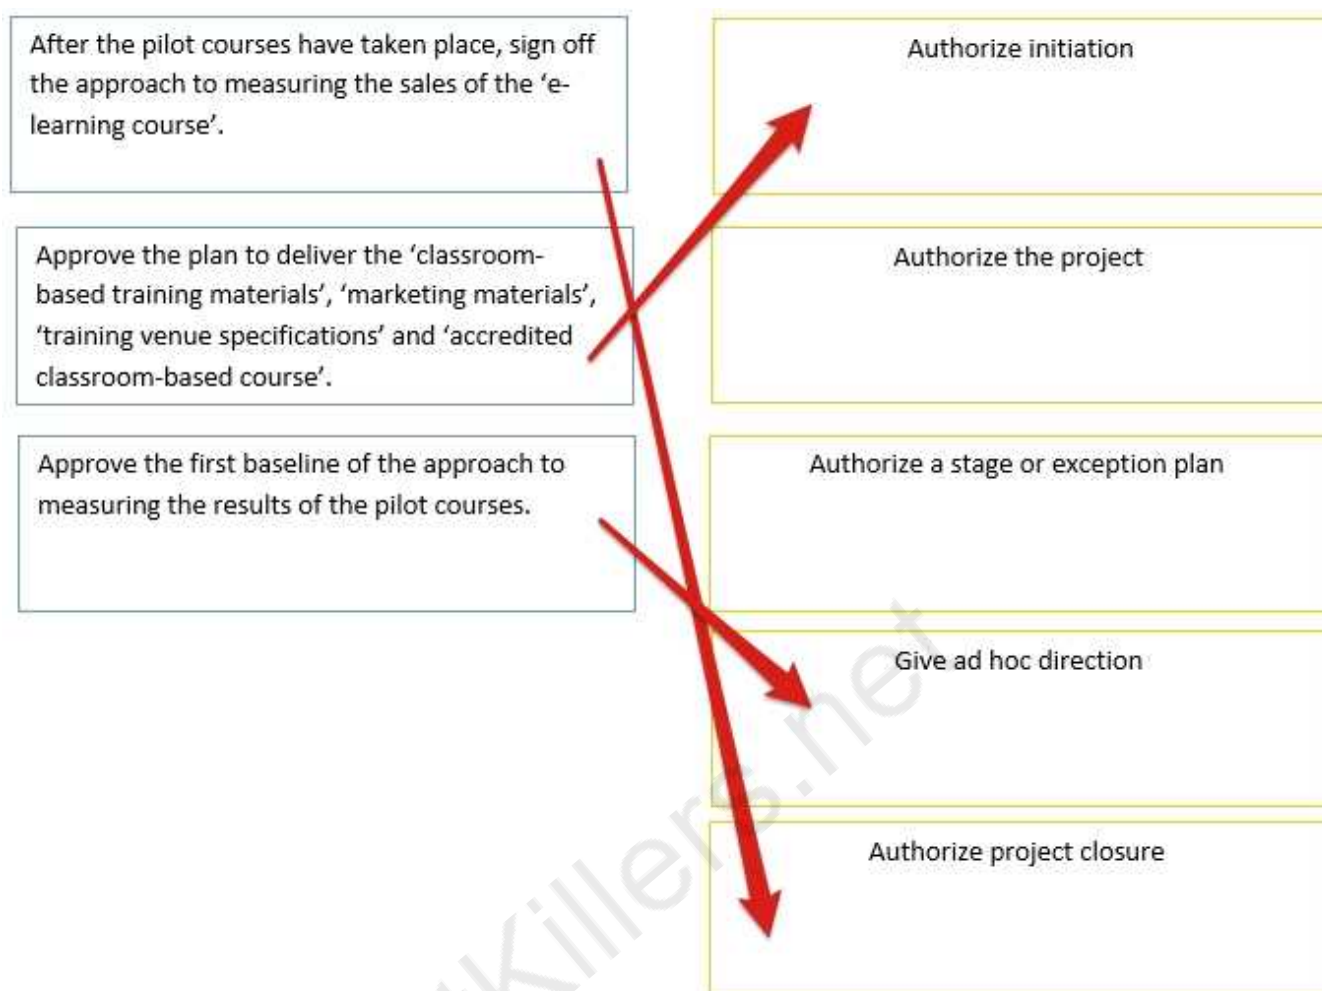 After the pilot courses have taken place, sign off
the approach to measuring the sales of the ‘e-
learning course’.
Authorize initiation
Approve the plan to deliver the ‘classroom-
based training materials’, ‘marketing materials’,
‘training venue specifications’ and ‘accredited
classroom-based course’.
Authorize the project
Approve the first baseline of the approach to
measuring the results of the pilot courses.
Authorize a stage or exception plan
Give ad hoc direction
Authorize project closure